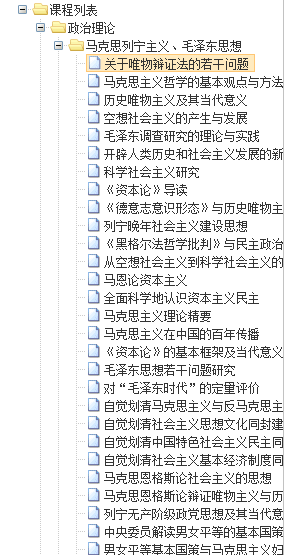 课程列表
政治理论
马克思列宁主义、毛泽东思想
关于唯物辩证法的若干问题
马克思主义哲学的基本观点与方法
历史唯物主义及其当代意义
空想社会主义的产生与发展
毛泽东调查研究的理论与实践
开辟人类历史和社会主义发展的新
科学社会主义研究
《资本论》导读
《德意志意识形态》与历史唯物主
列宁晚年社会主义建设思想
《黑格尔法哲学批判》与民主政治
从空想社会主义到科学社会主义的
马恩论资本主义
全面科学地认识资本主义民主
马克思主义理论精要
马克思主义在中国的百年传播
《资本论》的基本框架及当代意义
毛泽东思想若干问题研究
对“毛泽东时代”的定量评价
自觉划清马克思主义与反马克思主
自觉划清社会主义思想文化同封建
自觉划清中国特色社会主义民主同
自觉划清社会主义基本经济制度同
马克思恩格斯论社会主义的思想
马克思恩格斯论辩证唯物主义与历
列宁无产阶级政党思想及其当代意
中央委员解读男女平等的基本国策
男女平等基本国策与马克思主义妇